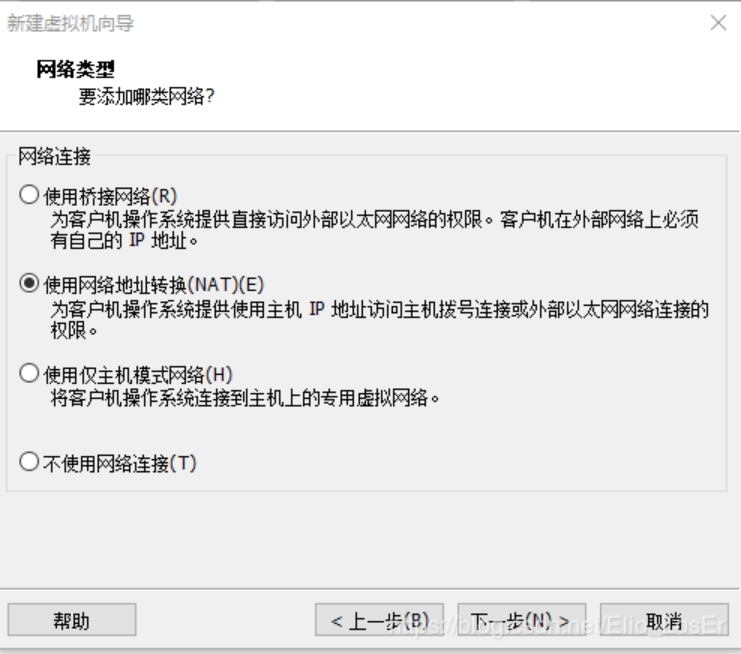 新建虚拟机向导
网络类型
要添加哪类网络?
网络连接
使用桥接网络(R)
为客户机操作系统提供直接访问外部以太网网络的权限。客户机在外部网络上必须
有自己的 IP 地址。
使用网络地址转换(NAT)(E)
为客户机操作系统提供使用主机 IP 地址访问主机拨号连接或外部以太网网络连接的
权限。
使用仅主机模式网络(H)
将客户机操作系统连接到主机上的专用虚拟网络。
不使用网络连接(T)
帮助
< 上一步(B)
下一步(N) >
取消